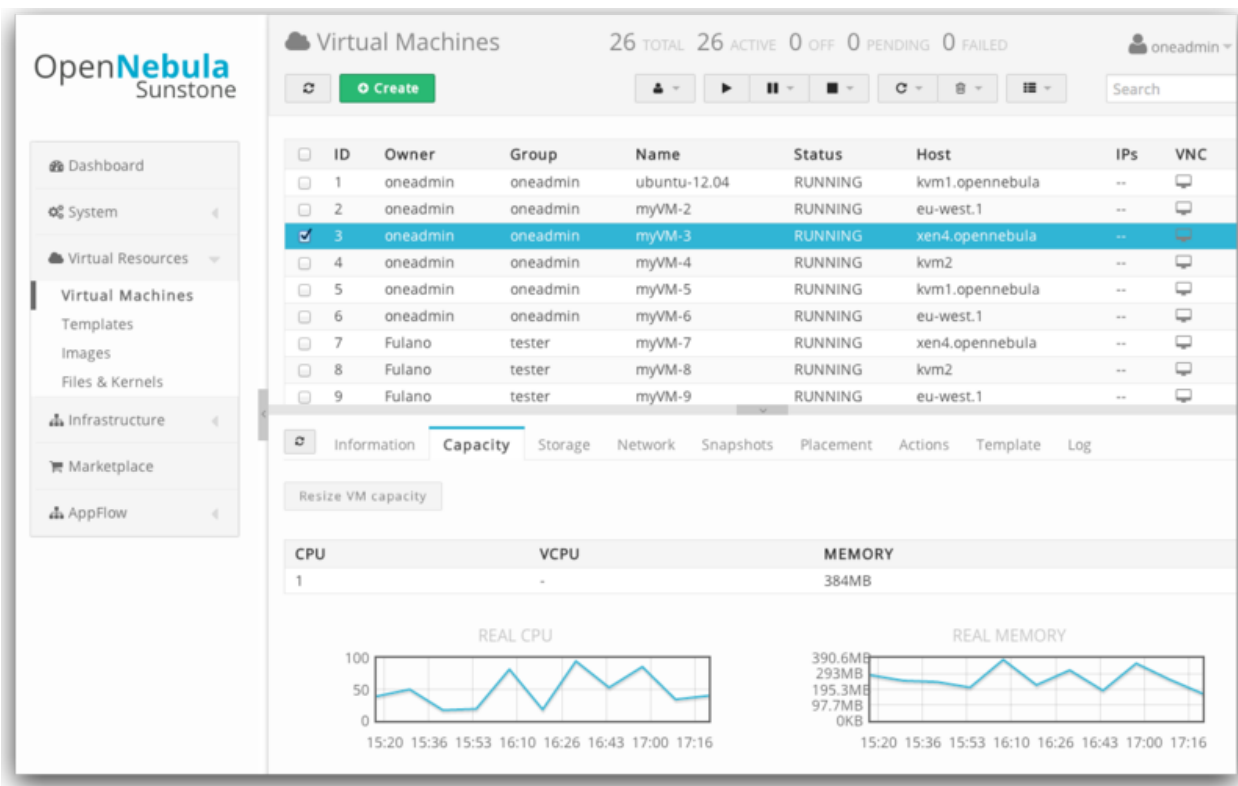 OpenNebula
Sunstone
Dashboard
System
Virtual Resources
Virtual Machines
Templates
Images
Files & Kernels
Infrastructure
Marketplace
AppFlow
Virtual Machines 26 TOTAL 26 ACTIVE 0 OFF 0 PENDING 0 FAILED oneadmin
Create Search
ID Owner Group Name Status Host IPs VNC
1 oneadmin oneadmin ubuntu-12.04 RUNNING kvm1.opennebula --
2 oneadmin oneadmin myVM-2 RUNNING eu-west.1 --
3 oneadmin oneadmin myVM-3 RUNNING xen4.opennebula --
4 oneadmin oneadmin myVM-4 RUNNING kvm2 --
5 oneadmin oneadmin myVM-5 RUNNING kvm1.opennebula --
6 oneadmin oneadmin myVM-6 RUNNING eu-west.1 --
7 Fulano tester myVM-7 RUNNING xen4.opennebula --
8 Fulano tester myVM-8 RUNNING kvm2 --
9 Fulano tester myVM-9 RUNNING eu-west.1 --
Information Capacity Storage Network Snapshots Placement Actions Template Log
Resize VM capacity
CPU VCPU MEMORY
1 - 384MB
REAL CPU
100
50
0
15:20 15:36 15:53 16:10 16:26 16:43 17:00 17:16
REAL MEMORY
390.6MB
293MB
195.3MB
97.7MB
0KB
15:20 15:36 15:53 16:10 16:26 16:43 17:00 17:16